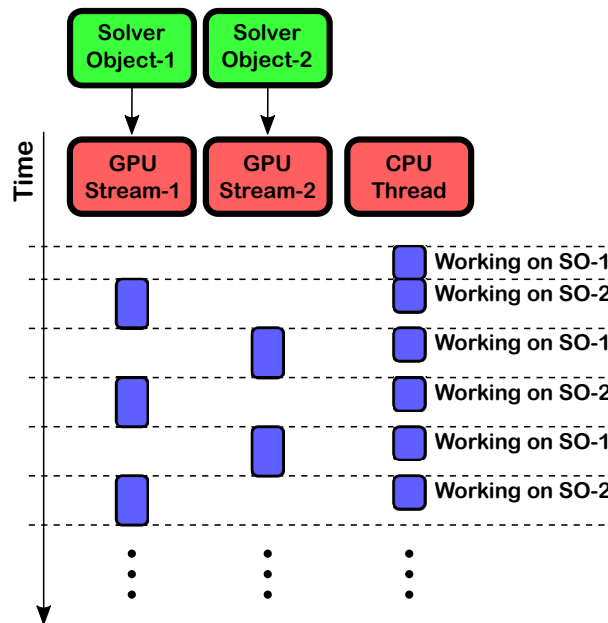 Solver
Object-1
Solver
Object-2
Time
GPU
Stream-1
GPU
Stream-2
CPU
Thread
Working on SO-1
Working on SO-2
Working on SO-1
Working on SO-2
Working on SO-1
Working on SO-2